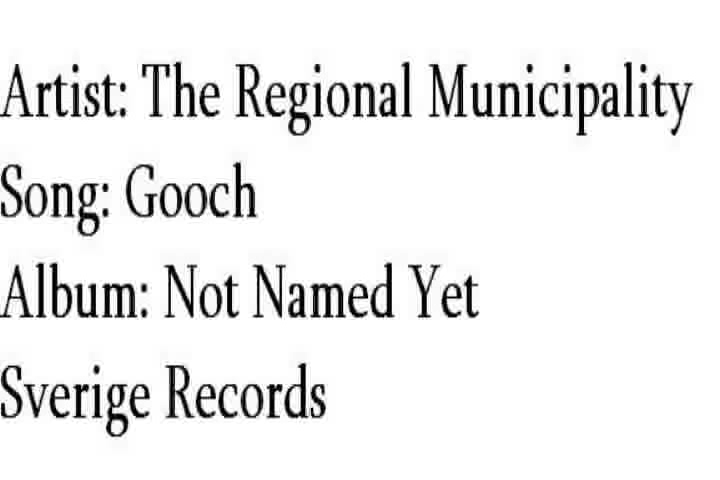 Artist: The Regional Municipality
Song: Gooch
Album: Not Named Yet
Sverige Records